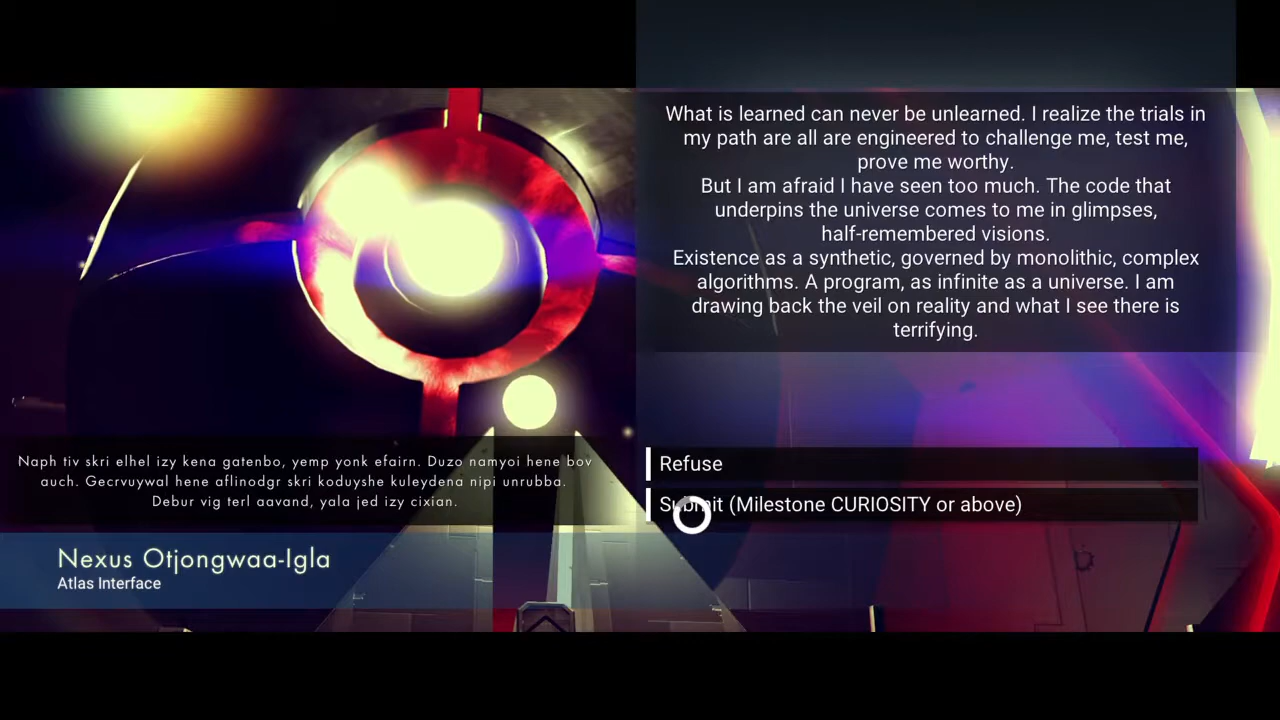 What is learned can never be unlearned. I realize the trials in
my path are all are engineered to challenge me, test me,
prove me worthy.
But I am afraid I have seen too much. The code that
underpins the universe comes to me in glimpses,
half-remembered visions.
Existence as a synthetic, governed by monolithic, complex
algorithms. A program, as infinite as a universe. I am
drawing back the veil on reality and what I see there is
terrifying.
Naph tiv skri elhel izy kena gatenbo, yemp yonk efairn. Duzo namyoi hene bov
auch. Gecrvuywal hene aflinodgr skri koduyshe kuleydena nipi unrubba.
Debur vig terl aavand, yala jed izy cixian.
Nexus Otjongwaa-Igla
Atlas Interface
Refuse
Submit (Milestone CURIOSITY or above)